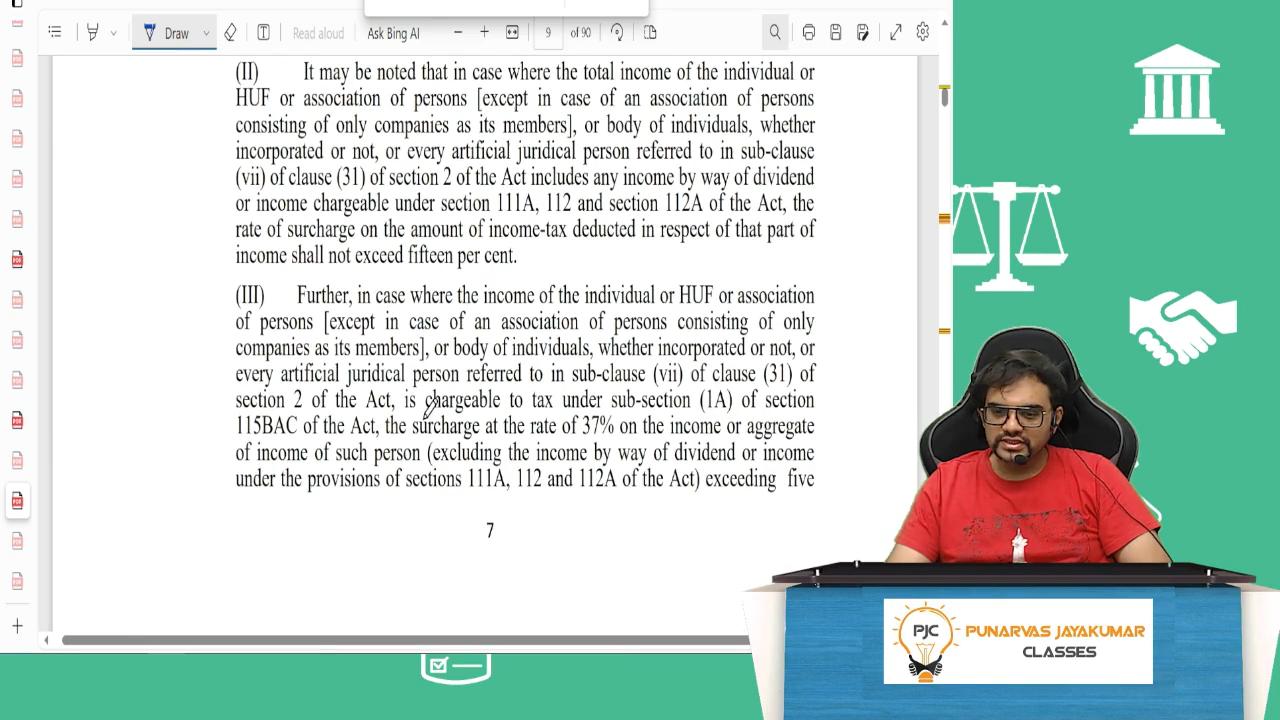 Draw
Read aloud
Ask Bing AI
9
of 90
(II) It may be noted that in case where the total income of the individual or
HUF or association of persons [except in case of an association of persons
consisting of only companies as its members], or body of individuals, whether
incorporated or not, or every artificial juridical person referred to in sub-clause
(vii) of clause (31) of section 2 of the Act includes any income by way of dividend
or income chargeable under section 111A, 112 and section 112A of the Act, the
rate of surcharge on the amount of income-tax deducted in respect of that part of
income shall not exceed fifteen per cent.
(III) Further, in case where the income of the individual or HUF or association
of persons [except in case of an association of persons consisting of only
companies as its members], or body of individuals, whether incorporated or not, or
every artificial juridical person referred to in sub-clause (vii) of clause (31) of
section 2 of the Act, is chargeable to tax under sub-section (1A) of section
115BAC of the Act, the surcharge at the rate of 37% on the income or aggregate
of income of such person (excluding the income by way of dividend or income
under the provisions of sections 111A, 112 and 112A of the Act) exceeding five
7
PJC
PUNARVAS JAYAKUMAR
CLASSES